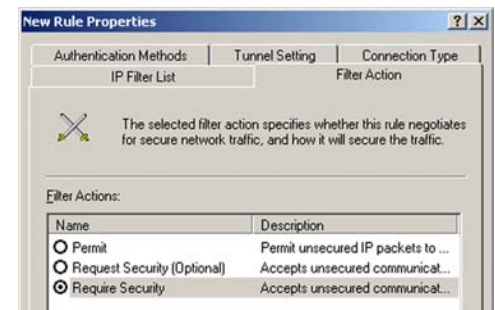 New Rule Properties
Authentication Methods Tunnel Setting Connection Type
IP Filter List Filter Action
The selected filter action specifies whether this rule negotiates
for secure network traffic, and how it will secure the traffic.
Filter Actions:
Name Description
Permit Permit unsecured IP packets to ...
Request Security (Optional) Accepts unsecured communicat...
Require Security Accepts unsecured communicat...